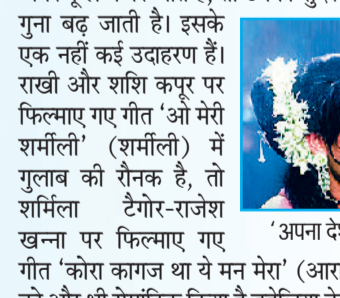 गुना बढ़ जाती है। इसके
एक नहीं कई उदाहरण हैं।
राखी और शशि कपूर पर
फिल्माए गए गीत ‘ओ मेरी
शर्मीली’ (शर्मीली) में
गुलाब की रौनक है, तो
शर्मिला टैगोर-राजेश
खन्ना पर फिल्माए गए
‘अपना
गीत ‘कोरा कागज था ये मन मेरा’